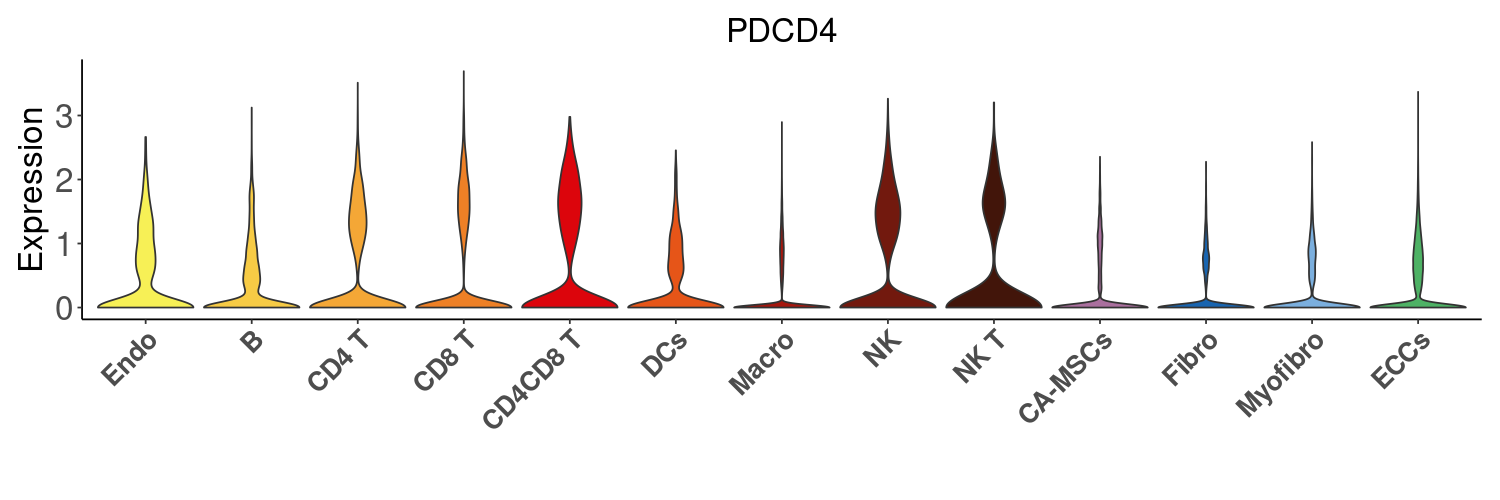 PDCD4
Expression
3
2
1
0
Endo
B
CD4 T
CD8 T
CD4CD8 T
DCs
Macro
NK
NK T
CA-MSCs
Fibro
Myofibro
ECCs